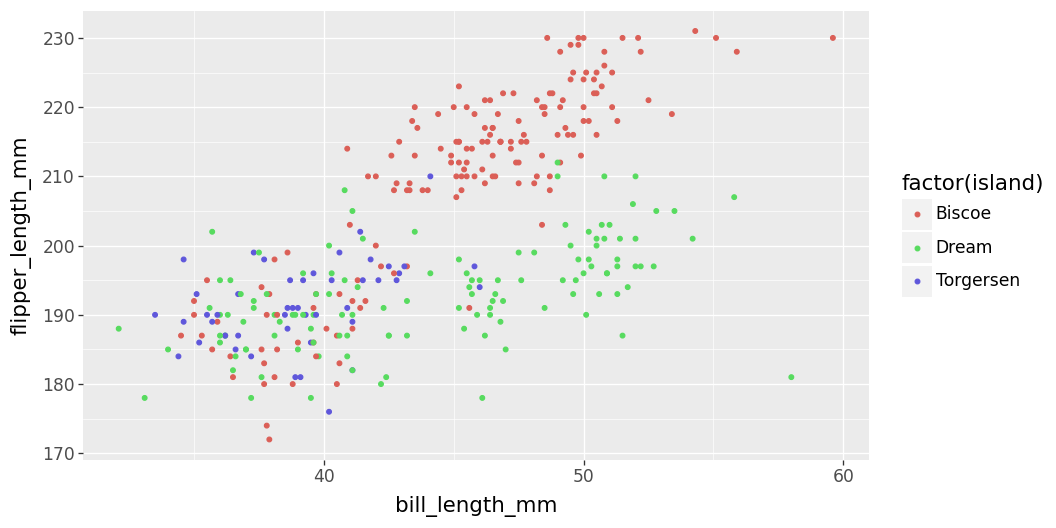 230
220
210
200
190
180
170
flipper_length_mm
40
50
60
bill_length_mm
factor(island)
Biscoe
Dream
Torgersen